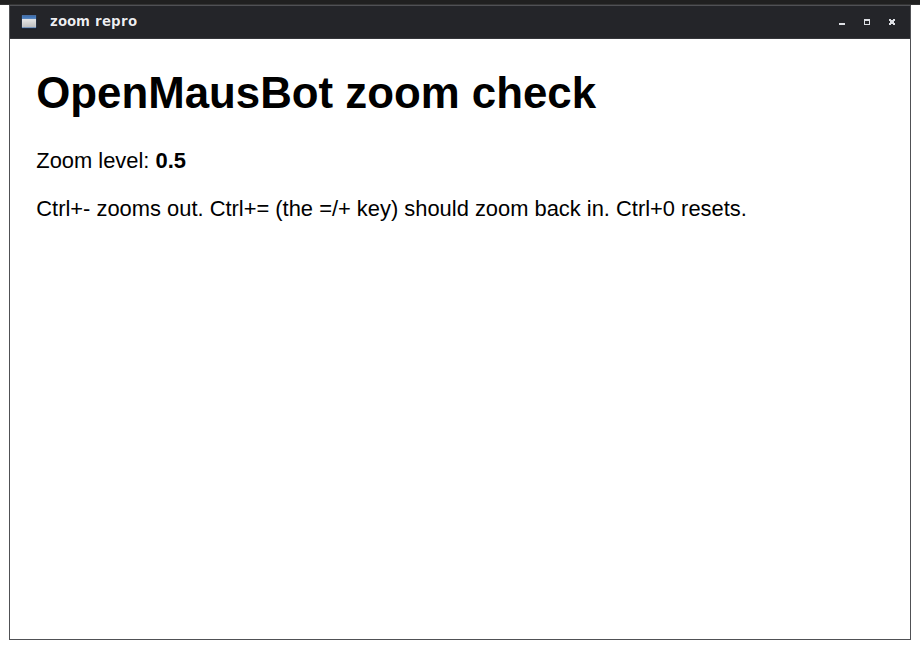 zoom repro
OpenMausBot zoom check
Zoom level: 0.5
Ctrl+- zooms out. Ctrl+= (the =/+ key) should zoom back in. Ctrl+0 resets.